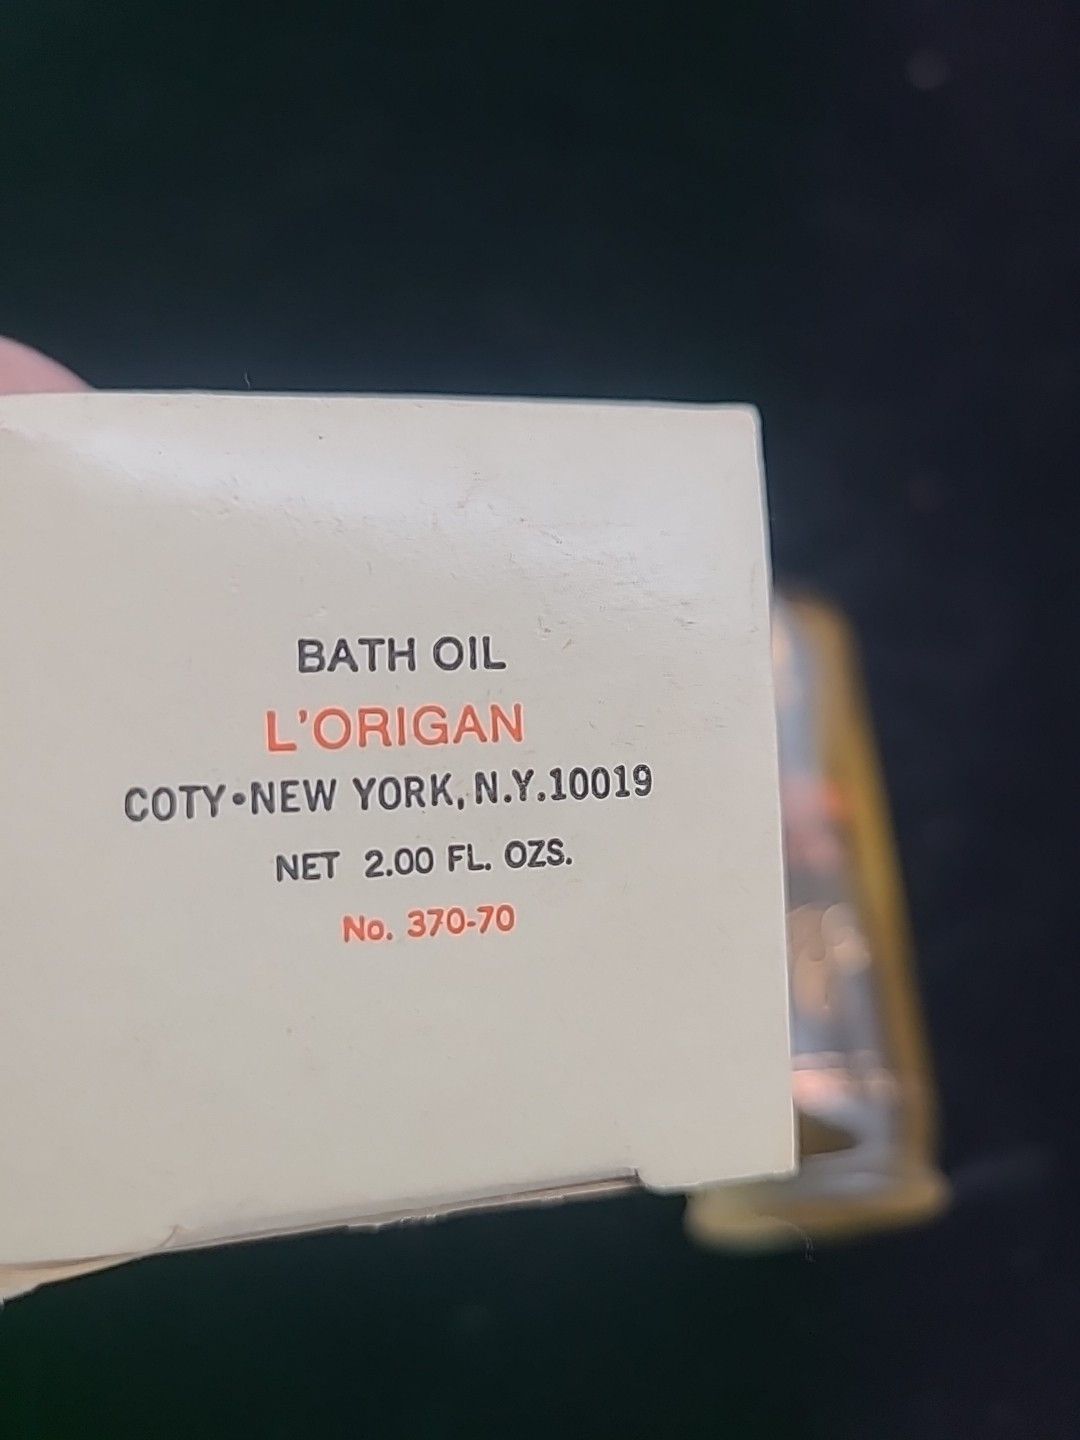 BATH OIL
L'ORIGAN
COTY•NEW YORK, N.Y.10019
NET 2.00 FL. OZS.
No. 370-70